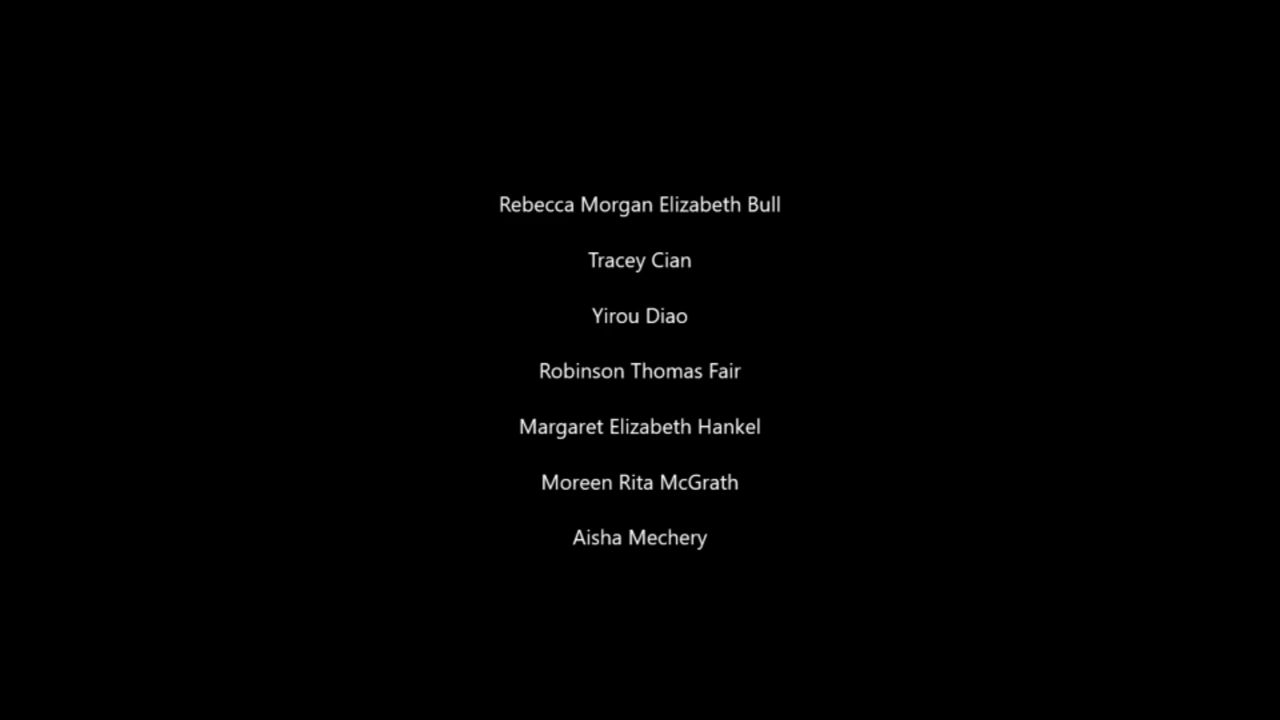 Rebecca Morgan Elizabeth Bull
Tracey Cian
Yirou Diao
Robinson Thomas Fair
Margaret Elizabeth Hankel
Moreen Rita McGrath
Aisha Mechery